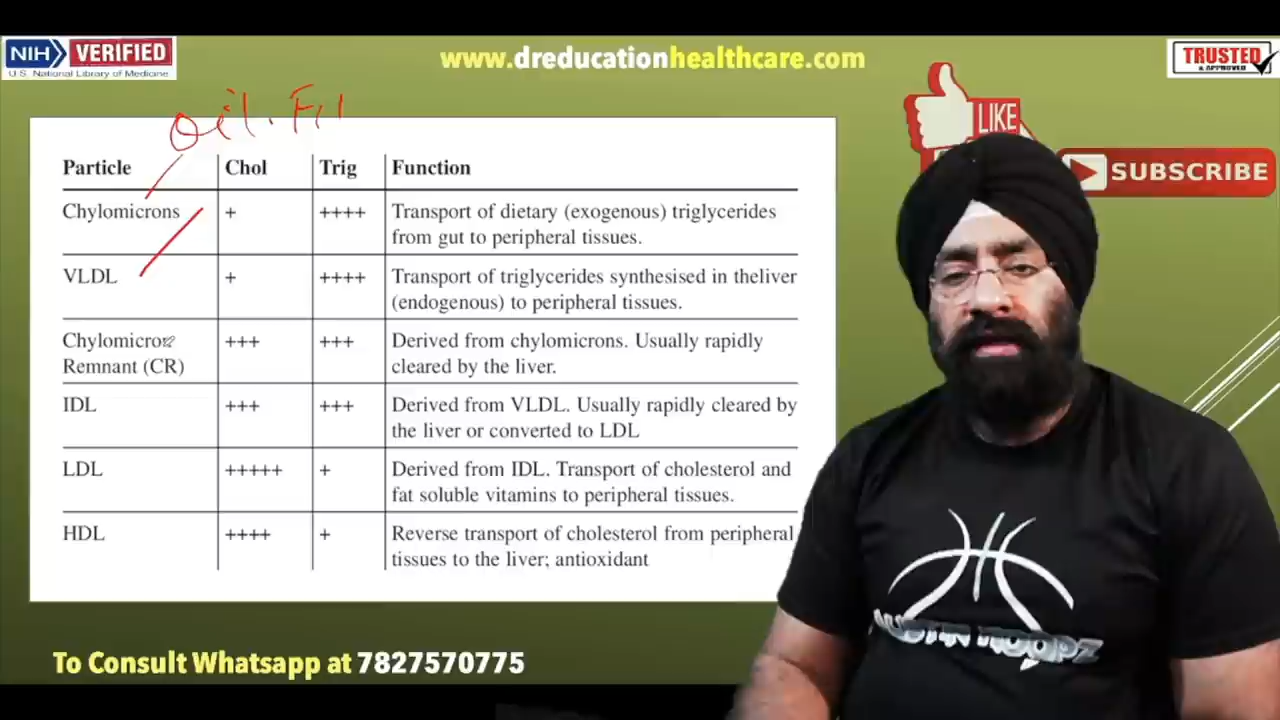 NIH VERIFIED
U.S. National Library of Medicine
www.dreducationhealthcare.com
TRUSTED
& APPROVED
LIKE
SUBSCRIBE
Oil.
Particle Chol Trig Function
Chylomicrons + ++++ Transport of dietary (exogenous) triglycerides
from gut to peripheral tissues.
VLDL + ++++ Transport of triglycerides synthesised in theliver
(endogenous) to peripheral tissues.
Chylomicron +++ +++ Derived from chylomicrons. Usually rapidly
Remnant (CR) cleared by the liver.
IDL +++ +++ Derived from VLDL. Usually rapidly cleared by
the liver or converted to LDL
LDL +++++ + Derived from IDL. Transport of cholesterol and
fat soluble vitamins to peripheral tissues.
HDL ++++ + Reverse transport of cholesterol from peripheral
tissues to the liver; antioxidant
To Consult Whatsapp at 7827570775